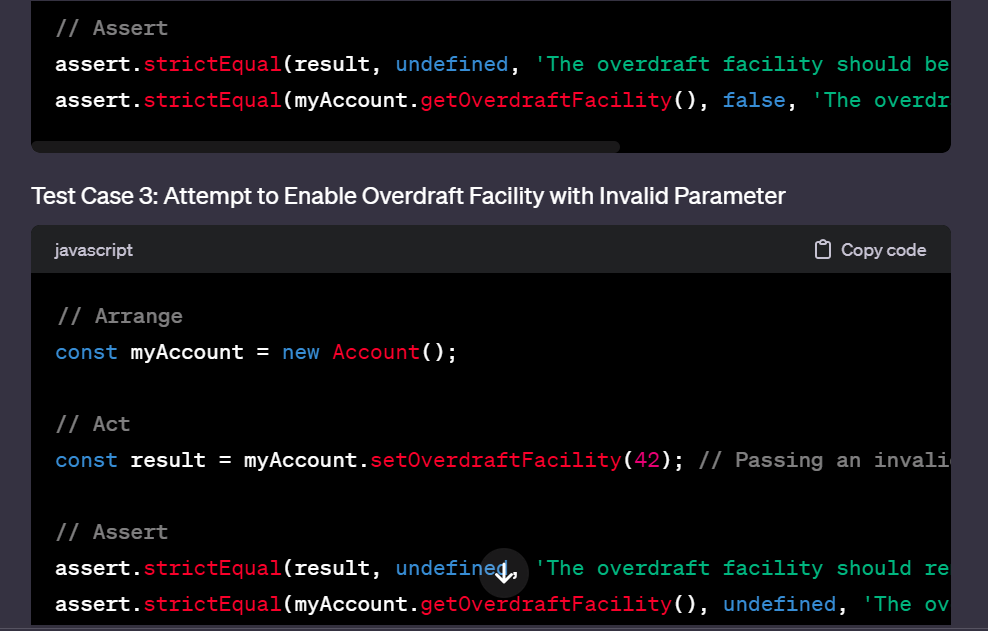 // Assert
assert.strictEqual(result, undefined, 'The overdraft facility should be
assert.strictEqual(myAccount.getOverdraftFacility(), false, 'The overdr
Test Case 3: Attempt to Enable Overdraft Facility with Invalid Parameter
javascript
Copy code
// Arrange
const myAccount = new Account();
// Act
const result = myAccount.setOverdraftFacility(42); // Passing an invali
// Assert
assert.strictEqual(result, undefined, 'The overdraft facility should re
assert.strictEqual(myAccount.getOverdraftFacility(), undefined, 'The ov